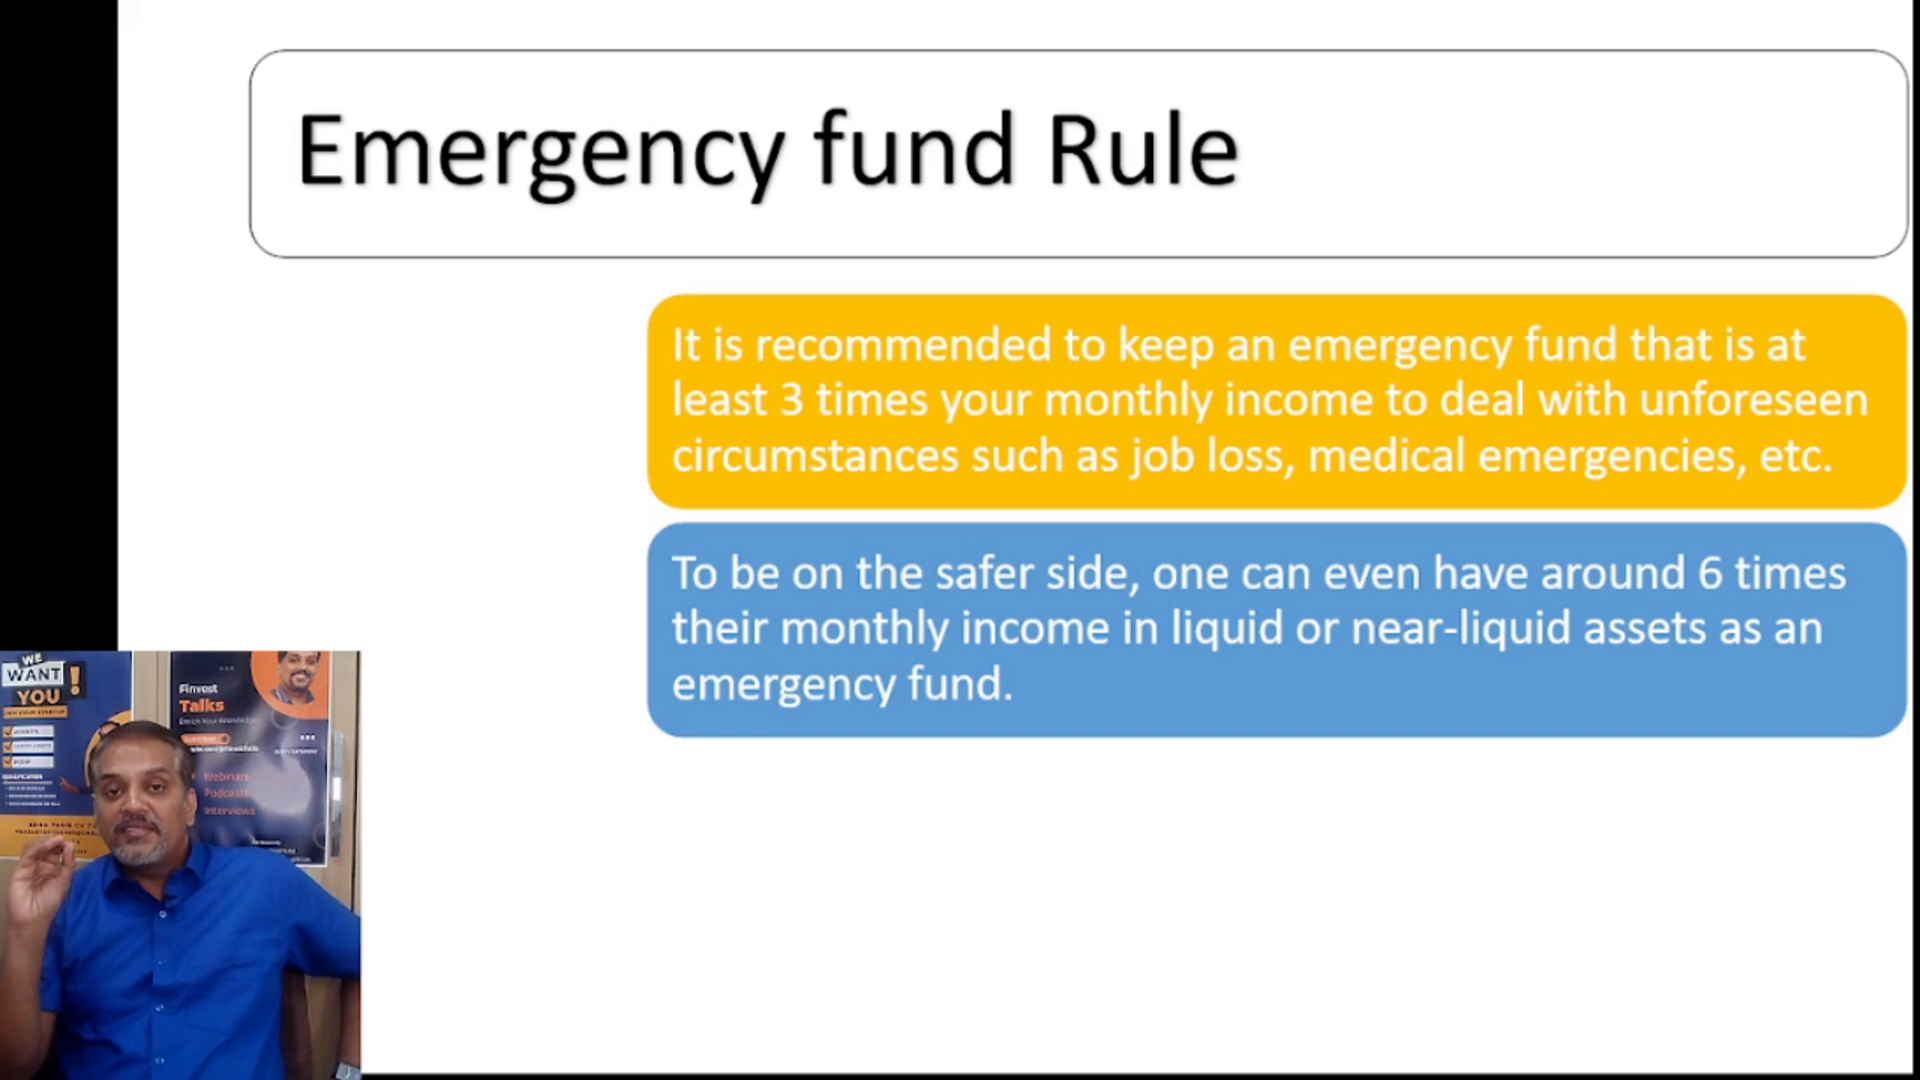 Emergency fund Rule
It is recommended to keep an emergency fund that is at
least 3 times your monthly income to deal with unforeseen
circumstances such as job loss, medical emergencies, etc.
To be on the safer side, one can even have around 6 times
their monthly income in liquid or near-liquid assets as an
emergency fund.
WE
WANT
YOU!
Finvest
Talks
Enrich Your Knowledge
Webinars
Podcasts
Interviews